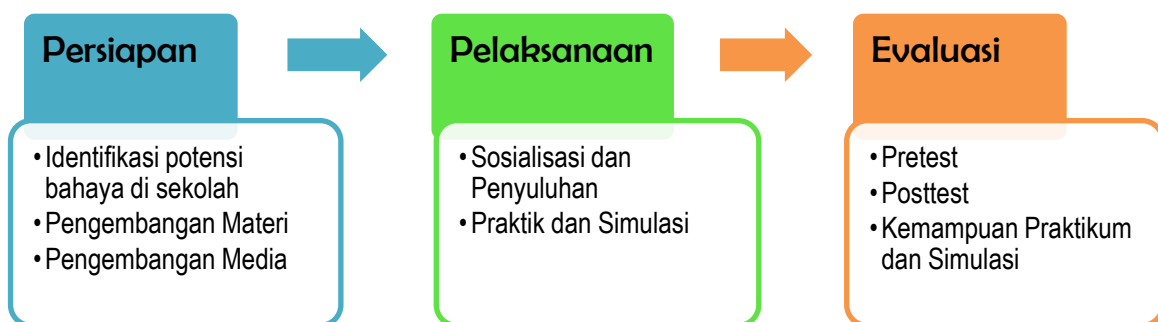 Persiapan
• Identifikasi potensi
bahaya di sekolah
• Pengembangan Materi
• Pengembangan Media
Pelaksanaan
• Sosialisasi dan
Penyuluhan
• Praktik dan Simulasi
Evaluasi
• Pretest
• Posttest
• Kemampuan Praktikum
dan Simulasi